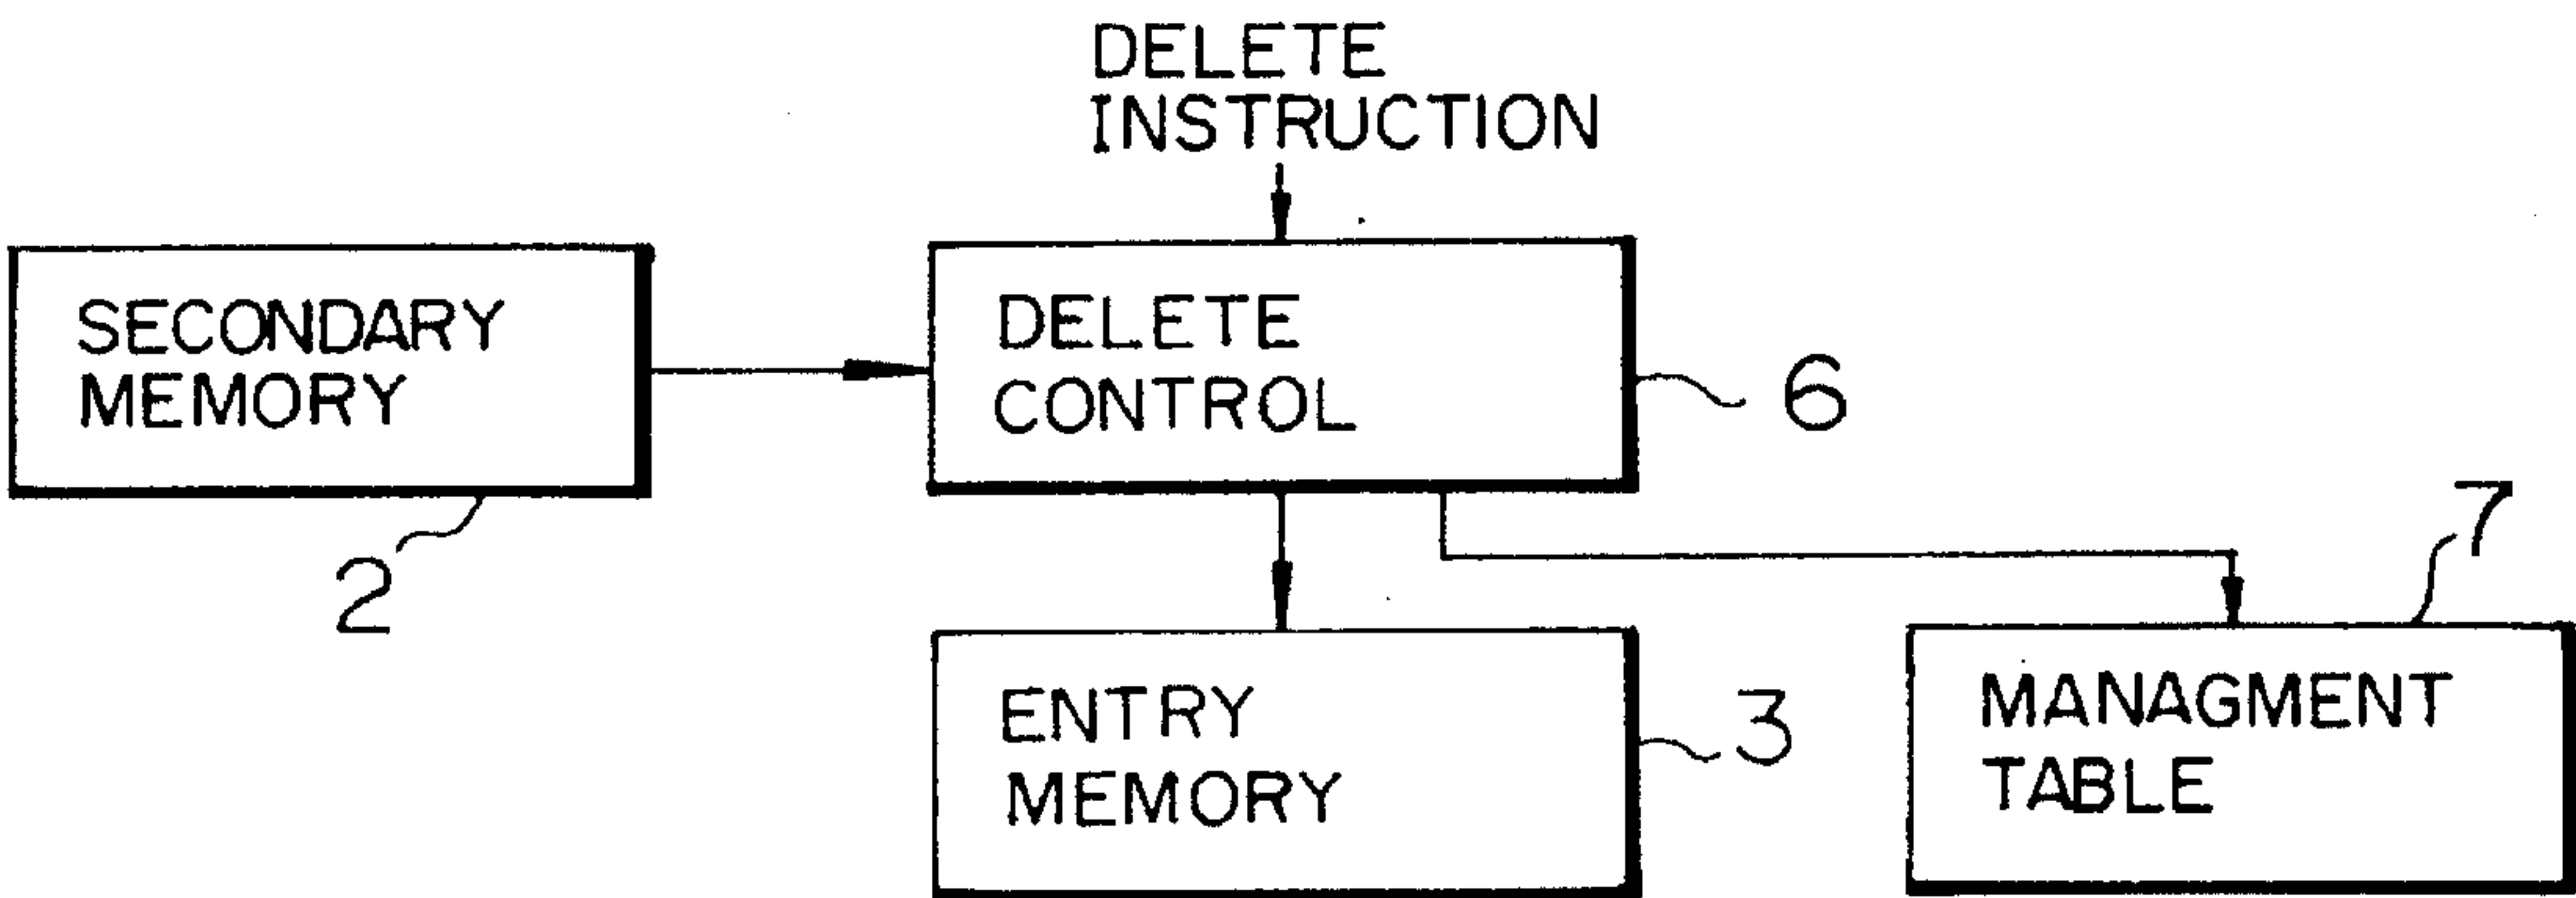 DELETE
INSTRUCTION
SECONDARY
MEMORY
2
DELETE
CONTROL
6
ENTRY
MEMORY
3
MANAGMENT
TABLE
7